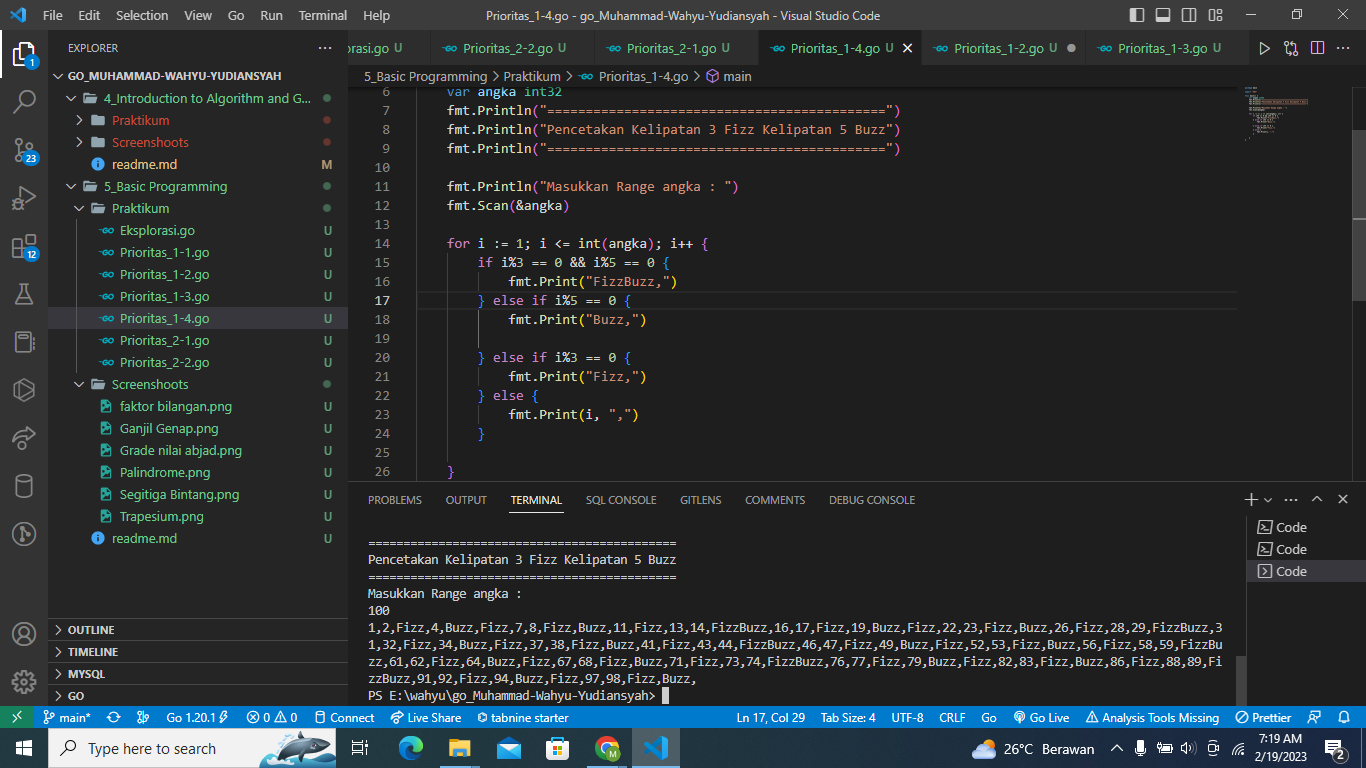 File Edit Selection View Go Run Terminal Help Prioritas_1-4.go - go_Muhammad-Wahyu-Yudiansyah - Visual Studio Code
EXPLORER
orasi.go U Prioritas_2-2.go U Prioritas_2-1.go U Prioritas_1-4.go U Prioritas_1-2.go U Prioritas_1-3.go U
5_Basic Programming > Praktikum > Prioritas_1-4.go > main
GO_MUHAMMAD-WAHYU-YUDIANSYAH
4_Introduction to Algorithm and G...
Praktikum
Screenshoots
readme.md M
5_Basic Programming
Praktikum
Eksplorasi.go U
Prioritas_1-1.go U
Prioritas_1-2.go U
Prioritas_1-3.go U
Prioritas_1-4.go U
Prioritas_2-1.go U
Prioritas_2-2.go U
Screenshoots
faktor bilangan.png U
Ganjil Genap.png U
Grade nilai abjad.png U
Palindrome.png U
Segitiga Bintang.png U
Trapesium.png U
readme.md U
OUTLINE
TIMELINE
MYSQL
GO
1
23
12
6 var angka int32
7 fmt.Println("============================================")
8 fmt.Println("Pencetakan Kelipatan 3 Fizz Kelipatan 5 Buzz")
9 fmt.Println("============================================")
10
11 fmt.Println("Masukkan Range angka : ")
12 fmt.Scan(&angka)
13
14 for i := 1; i <= int(angka); i++ {
15 if i%3 == 0 && i%5 == 0 {
16 fmt.Print("FizzBuzz,")
17 } else if i%5 == 0 {
18 fmt.Print("Buzz,")
19
20 } else if i%3 == 0 {
21 fmt.Print("Fizz,")
22 } else {
23 fmt.Print(i, ",")
24 }
25
26 }
PROBLEMS OUTPUT TERMINAL SQL CONSOLE GITLENS COMMENTS DEBUG CONSOLE
Code
Code
Code
============================================
Pencetakan Kelipatan 3 Fizz Kelipatan 5 Buzz
============================================
Masukkan Range angka :
100
1,2,Fizz,4,Buzz,Fizz,7,8,Fizz,Buzz,11,Fizz,13,14,FizzBuzz,16,17,Fizz,19,Buzz,Fizz,22,23,Fizz,Buzz,26,Fizz,28,29,FizzBuzz,3
1,32,Fizz,34,Buzz,Fizz,37,38,Fizz,Buzz,41,Fizz,43,44,FizzBuzz,46,47,Fizz,49,Buzz,Fizz,52,53,Fizz,Buzz,56,Fizz,58,59,FizzBu
zz,61,62,Fizz,64,Buzz,Fizz,67,68,Fizz,Buzz,71,Fizz,73,74,FizzBuzz,76,77,Fizz,79,Buzz,Fizz,82,83,Fizz,Buzz,86,Fizz,88,89,Fi
zzBuzz,91,92,Fizz,94,Buzz,Fizz,97,98,Fizz,Buzz,
PS E:\wahyu\go_Muhammad-Wahyu-Yudiansyah>
main* Go 1.20.1 0 0 Connect Live Share tabnine starter Ln 17, Col 29 Tab Size: 4 UTF-8 CRLF Go Go Live Analysis Tools Missing Prettier
Type here to search 26°C Berawan 7:19 AM
2/19/2023 2